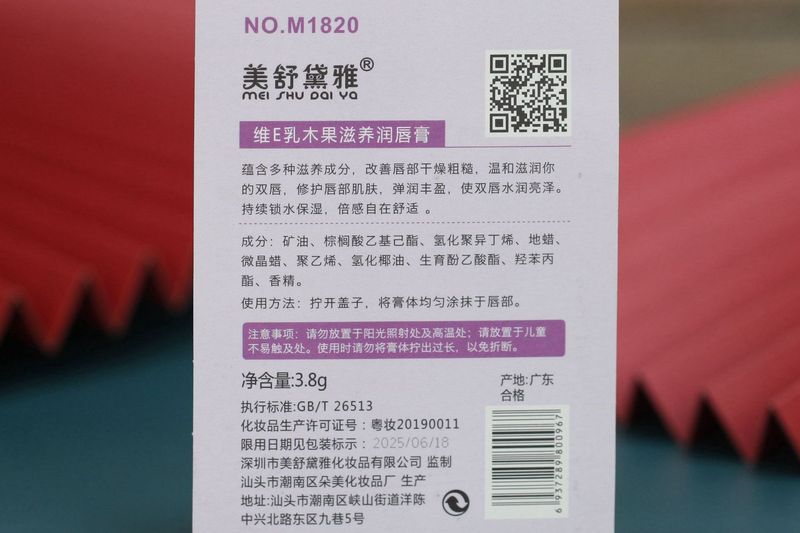 NO.M1820
美舒黛雅®
MEI SHU DAI YA
维E乳木果滋养润唇膏
蕴含多种滋养成分，改善唇部干燥粗糙，温和滋润你
的双唇，修护唇部肌肤，弹润丰盈，使双唇水润亮泽。
持续锁水保湿，倍感自在舒适 。
成分：矿油、棕榈酸乙基己酯、氢化聚异丁烯、地蜡、
微晶蜡、聚乙烯、氢化椰油、生育酚乙酸酯、羟苯丙
酯、香精。
使用方法：拧开盖子，将膏体均匀涂抹于唇部。
注意事项：请勿放置于阳光照射处及高温处；请放置于儿童
不易触及处。使用时请勿将膏体拧出过长，以免折断。
净含量:3.8g
产地:广东
合格
执行标准:GB/T 26513
化妆品生产许可证号：粤妆20190011
限用日期见包装标示：2025/06/18
深圳市美舒黛雅化妆品有限公司 监制
汕头市潮南区朵美化妆品厂 生产
地址:汕头市潮南区峡山街道洋陈
中兴北路东区九巷5号
6 937289 800967